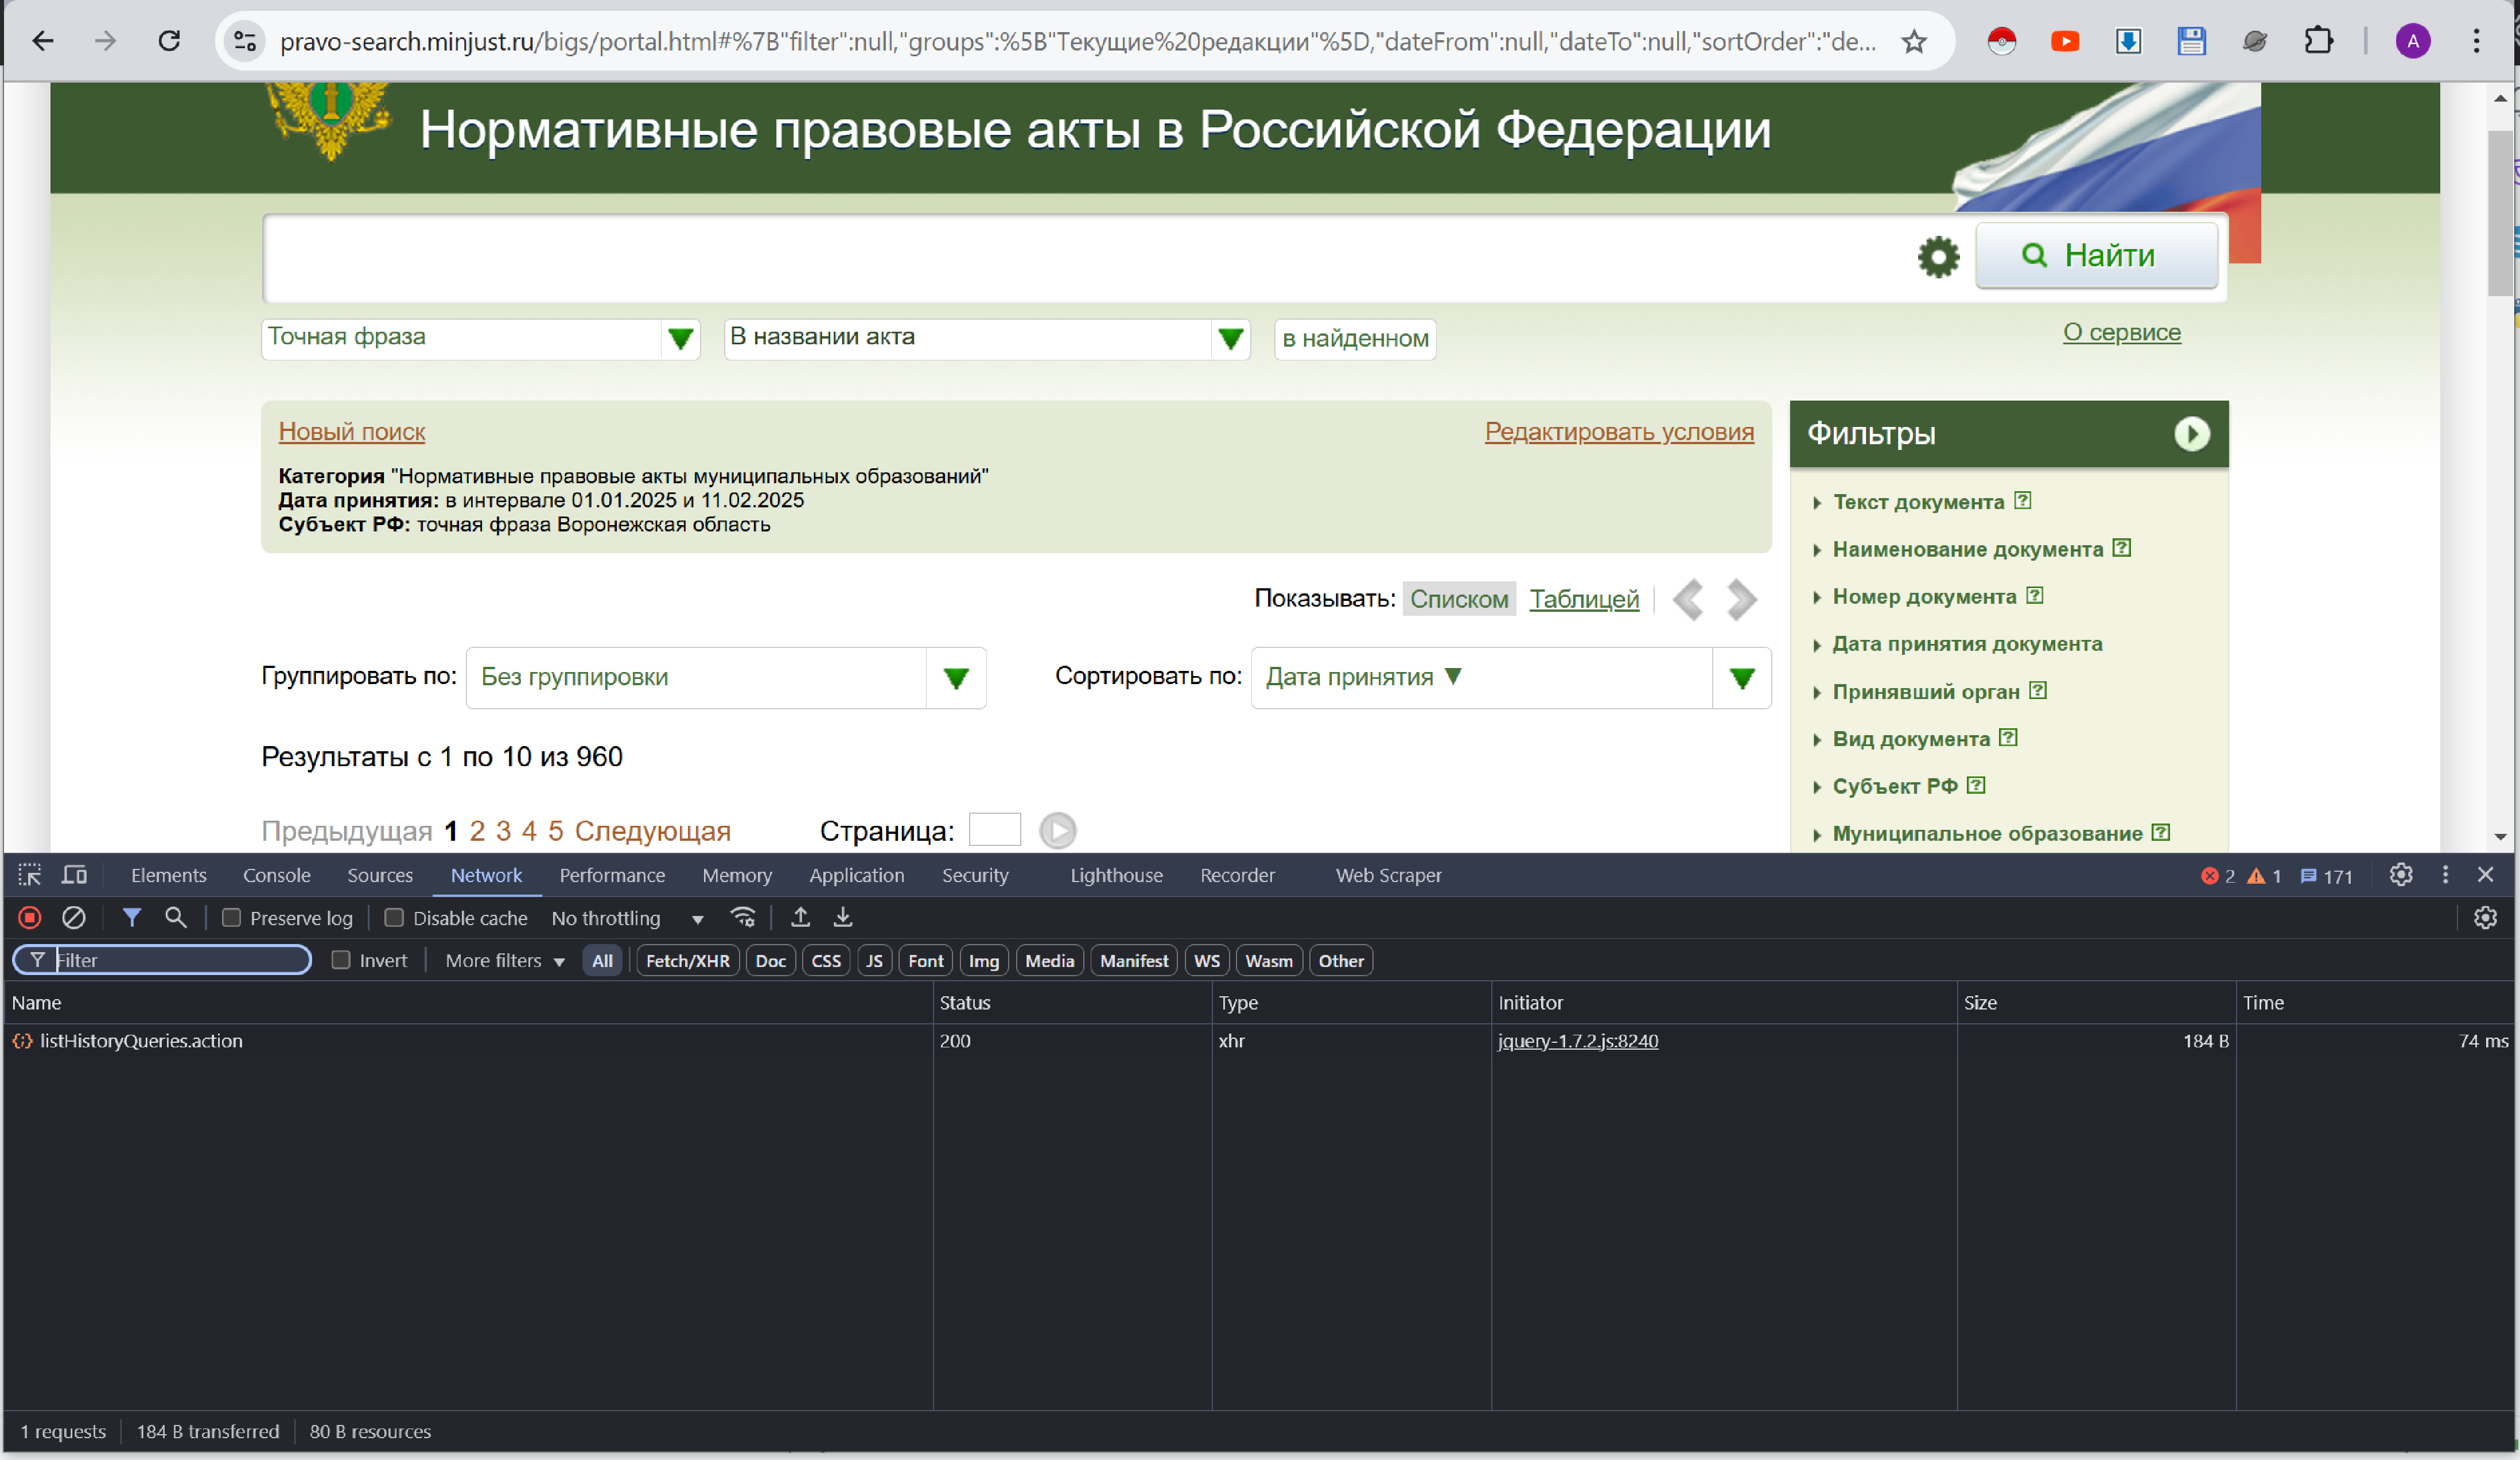 pravo-search.minjust.ru/bigs/portal.html#%7B"filter":null,"groups":%5B"Текущие%20редакции"%5D,"dateFrom":null,"dateTo":null,"sortOrder":"de...
A
Нормативные правовые акты в Российской Федерации
Найти
Точная фраза
В названии акта
в найденном
О сервисе
Новый поиск
Редактировать условия
Категория "Нормативные правовые акты муниципальных образований"
Дата принятия: в интервале 01.01.2025 и 11.02.2025
Субъект РФ: точная фраза Воронежская область
Показывать: Списком Таблицей
Группировать по: Без группировки
Сортировать по: Дата принятия ▼
Результаты с 1 по 10 из 960
Предыдущая 1 2 3 4 5 Следующая
Страница:
Фильтры
Текст документа ?
Наименование документа ?
Номер документа ?
Дата принятия документа
Принявший орган ?
Вид документа ?
Субъект РФ ?
Муниципальное образование ?
Elements Console Sources Network Performance Memory Application Security Lighthouse Recorder Web Scraper 2 1 171
Preserve log Disable cache No throttling
Filter Invert More filters All Fetch/XHR Doc CSS JS Font Img Media Manifest WS Wasm Other
Name Status Type Initiator Size Time
listHistoryQueries.action 200 xhr jquery-1.7.2.js:8240 184 B 74 ms
1 requests 184 B transferred 80 B resources